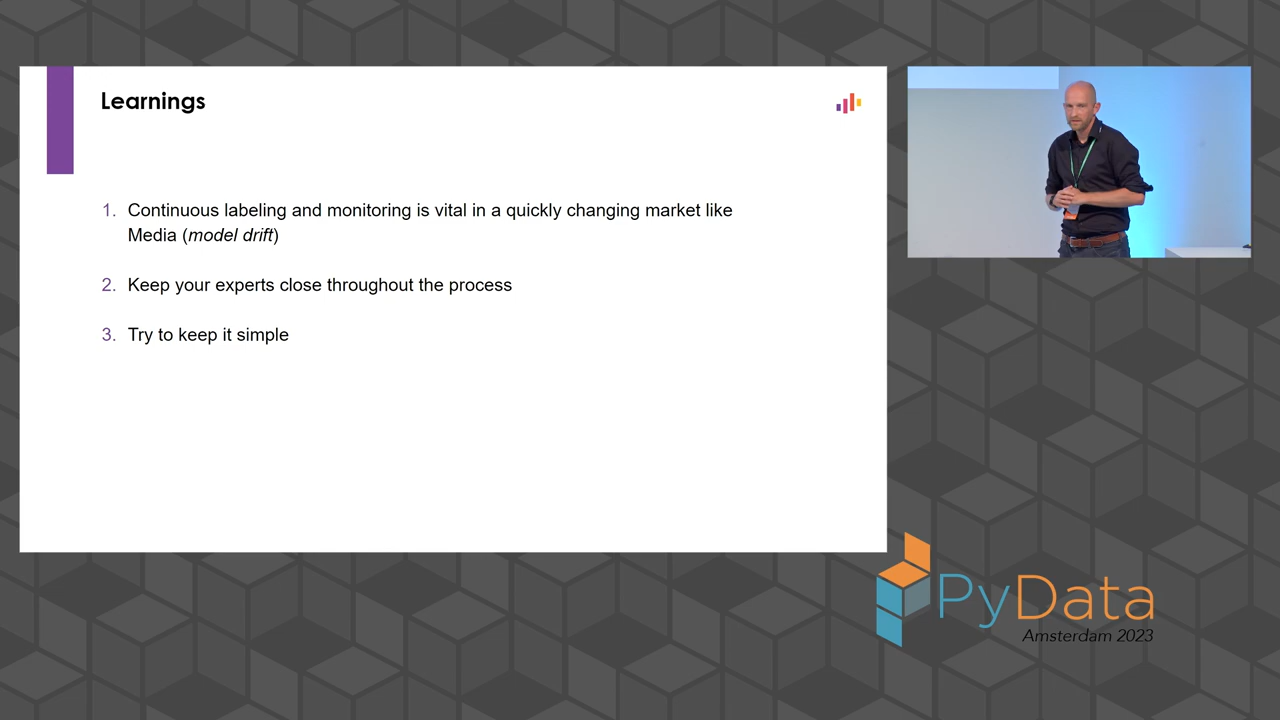 Learnings
1. Continuous labeling and monitoring is vital in a quickly changing market like
Media (model drift)
2. Keep your experts close throughout the process
3. Try to keep it simple
PyData
Amsterdam 2023